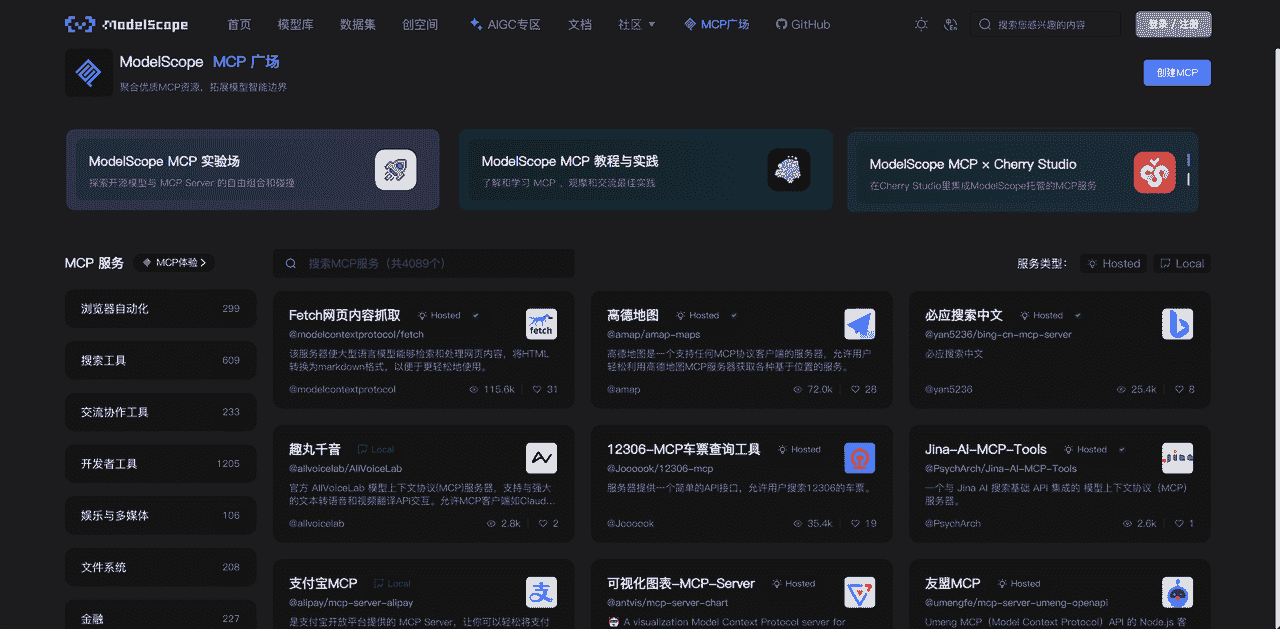 ModelScope 首页 模型库 数据集 创空间 AIGC专区 文档 社区 MCP广场 GitHub 搜索您感兴趣的内容 登录 / 注册
ModelScope MCP 广场
聚合优质MCP资源，拓展模型智能边界
创建MCP
ModelScope MCP 实验场
探索开源模型与 MCP Server 的自由组合和碰撞
ModelScope MCP 教程与实践
了解和学习 MCP ，观摩和交流最佳实践
ModelScope MCP × Cherry Studio
在Cherry Studio里集成ModelScope托管的MCP服务
MCP 服务 MCP体验
搜索MCP服务（共4089个）
服务类型： Hosted Local
浏览器自动化 299
搜索工具 609
交流协作工具 233
开发者工具 1205
娱乐与多媒体 106
文件系统 208
金融 227
Fetch网页内容抓取 Hosted
@modelcontextprotocol/fetch
fetch
该服务器使大型语言模型能够检索和处理网页内容，将HTML
转换为markdown格式，以便于更轻松地使用。
@modelcontextprotocol 115.6k 31
高德地图 Hosted
@amap/amap-maps
高德地图是一个支持任何MCP协议客户端的服务器，允许用户
轻松利用高德地图MCP服务器获取各种基于位置的服务。
@amap 72.0k 28
必应搜索中文 Hosted
@yan5236/bing-cn-mcp-server
必应搜索中文
@yan5236 25.4k 8
趣丸千音 Local
@allvoicelab/AllVoiceLab
官方 AllVoiceLab 模型上下文协议(MCP)服务器，支持与强大
的文本转语音和视频翻译API交互。允许MCP客户端如Claud...
@allvoicelab 2.8k 2
12306-MCP车票查询工具 Hosted
@Joooook/12306-mcp
服务器提供一个简单的API接口，允许用户搜索12306的车票。
@Joooook 35.4k 19
Jina-AI-MCP-Tools Hosted
@PsychArch/Jina-AI-MCP-Tools
jina
一个与 Jina AI 搜索基础 API 集成的 模型上下文协议（MCP）
服务器。
@PsychArch 2.6k 1
支付宝MCP Local
@alipay/mcp-server-alipay
支
是支付宝开放平台提供的 MCP Server，让你可以轻松将支付
可视化图表-MCP-Server Hosted
@antvis/mcp-server-chart
A visualization Model Context Protocol server for
友盟MCP Hosted
@umengfe/mcp-server-umeng-openapi
Umeng MCP（Model Context Protocol）API 的 Node.js 客